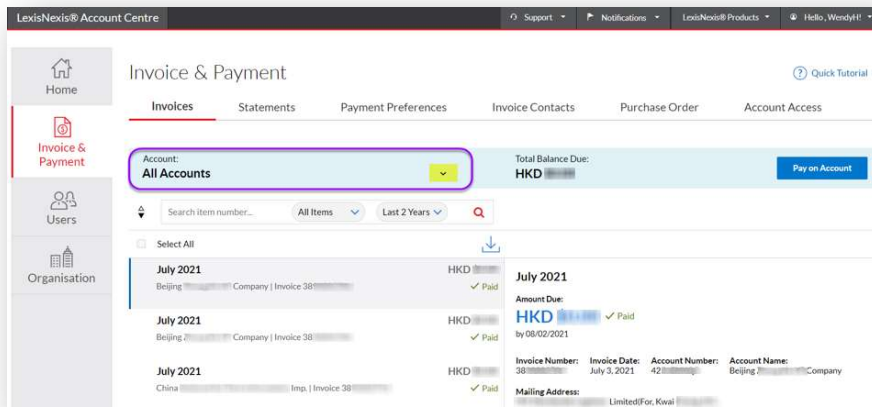 LexisNexis® Account Centre
Support
Notifications
LexisNexis® Products
Hello, WendyH!
Home
Invoice & Payment
Users
Organisation
Invoice & Payment
? Quick Tutorial
Invoices
Statements
Payment Preferences
Invoice Contacts
Purchase Order
Account Access
Account:
All Accounts
Total Balance Due:
HKD
Pay on Account
Search item number...
All Items
Last 2 Years
Select All
July 2021
HKD
Beijing Company | Invoice 38
Paid
July 2021
HKD
Beijing Company | Invoice 38
Paid
July 2021
HKD
China Imp. | Invoice 38
Paid
July 2021
Amount Due:
HKD Paid
by 08/02/2021
Invoice Number:
38
Invoice Date:
July 3, 2021
Account Number:
42
Account Name:
Beijing Company
Mailing Address:
Limited(For, Kwai